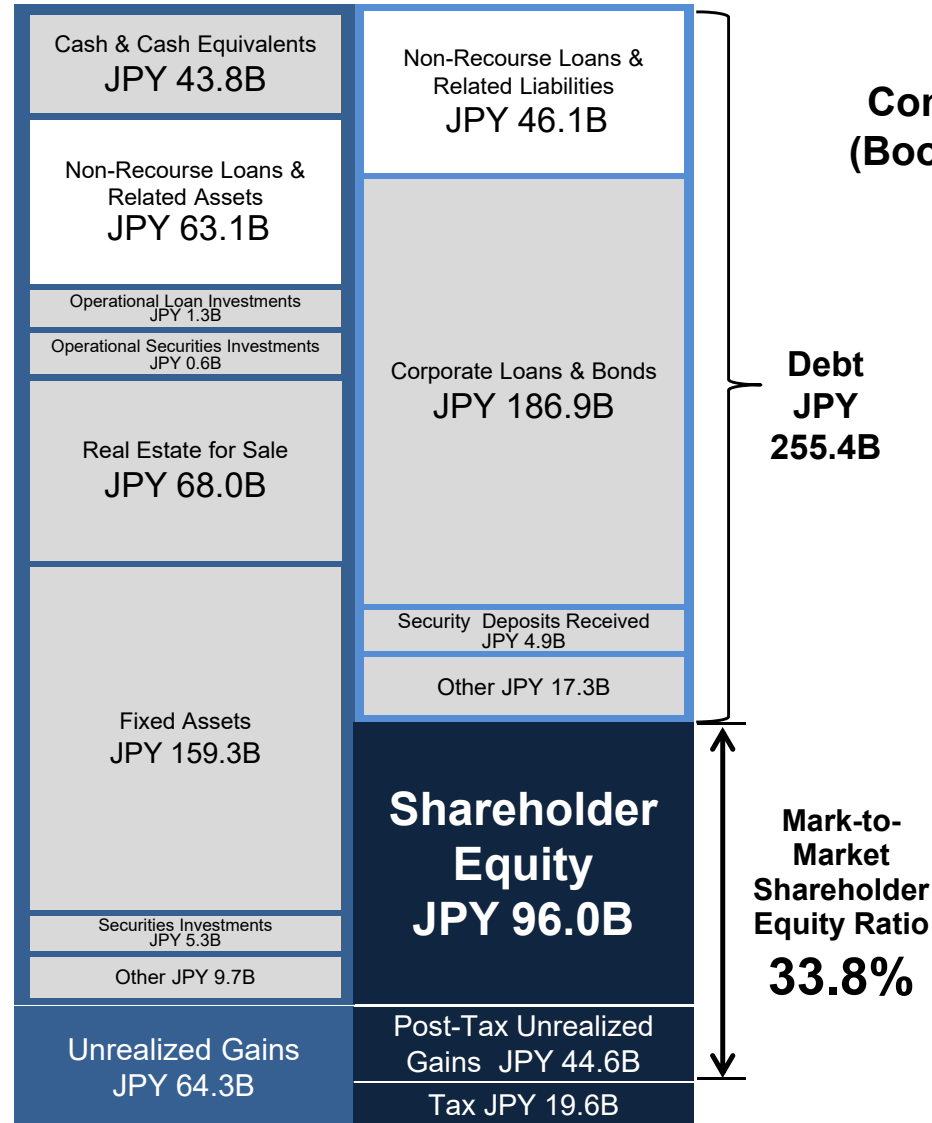 Cash & Cash Equivalents
JPY 43.8B
Non-Recourse Loans &
Related Assets
JPY 63.1B
Operational Loan Investments
JPY 1.3B
Operational Securities Investments
JPY 0.6B
Real Estate for Sale
JPY 68.0B
Fixed Assets
JPY 159.3B
Securities Investments
JPY 5.3B
Other JPY 9.7B
Unrealized Gains
JPY 64.3B
Non-Recourse Loans &
Related Liabilities
JPY 46.1B
Corporate Loans & Bonds
JPY 186.9B
Security Deposits Received
JPY 4.9B
Other JPY 17.3B
Shareholder
Equity
JPY 96.0B
Post-Tax Unrealized
Gains JPY 44.6B
Tax JPY 19.6B
Debt
JPY
255.4B
Mark-to-
Market
Shareholder
Equity Ratio
33.8%